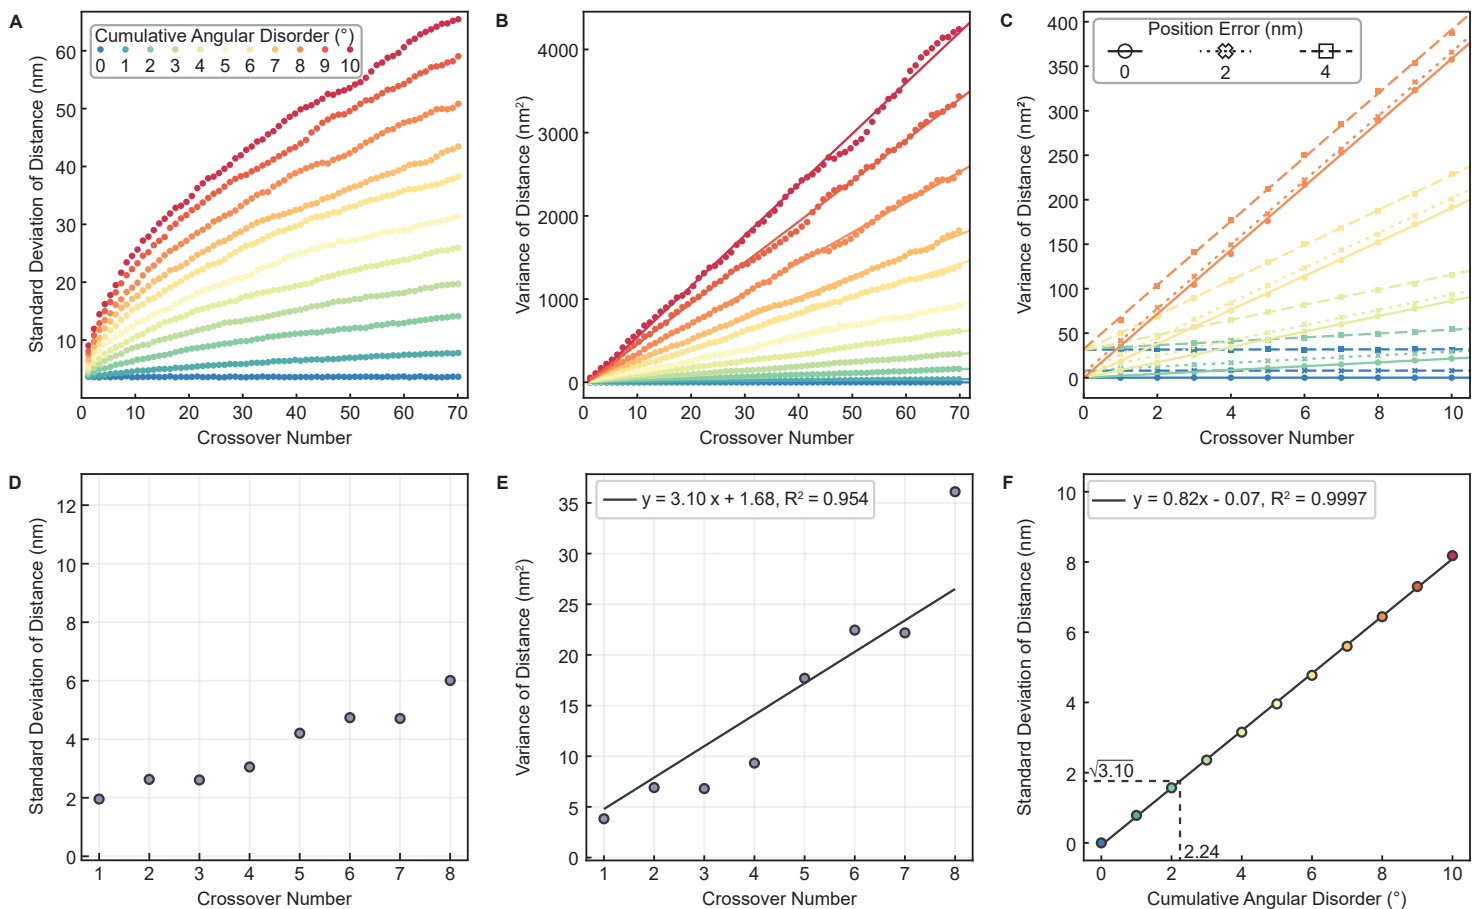 A
Cumulative Angular Disorder (°)
0 1 2 3 4 5 6 7 8 9 10
Standard Deviation of Distance (nm)
60
50
40
30
20
10
1 10 20 30 40 50 60 70
Crossover Number
B
Variance of Distance (nm²)
4000
3000
2000
1000
0
1 10 20 30 40 50 60 70
Crossover Number
C
Position Error (nm)
0 2 4
Variance of Distance (nm²)
400
350
300
250
200
150
100
50
0
0 2 4 6 8 10
Crossover Number
D
Standard Deviation of Distance (nm)
12
10
8
6
4
2
0
1 2 3 4 5 6 7 8
Crossover Number
E
y = 3.10 x + 1.68, R² = 0.954
Variance of Distance (nm²)
35
30
25
20
15
10
5
0
1 2 3 4 5 6 7 8
Crossover Number
F
y = 0.82x - 0.07, R² = 0.9997
Standard Deviation of Distance (nm)
10
8
6
4
2
0
√3.10
2.24
0 2 4 6 8 10
Cumulative Angular Disorder (°)